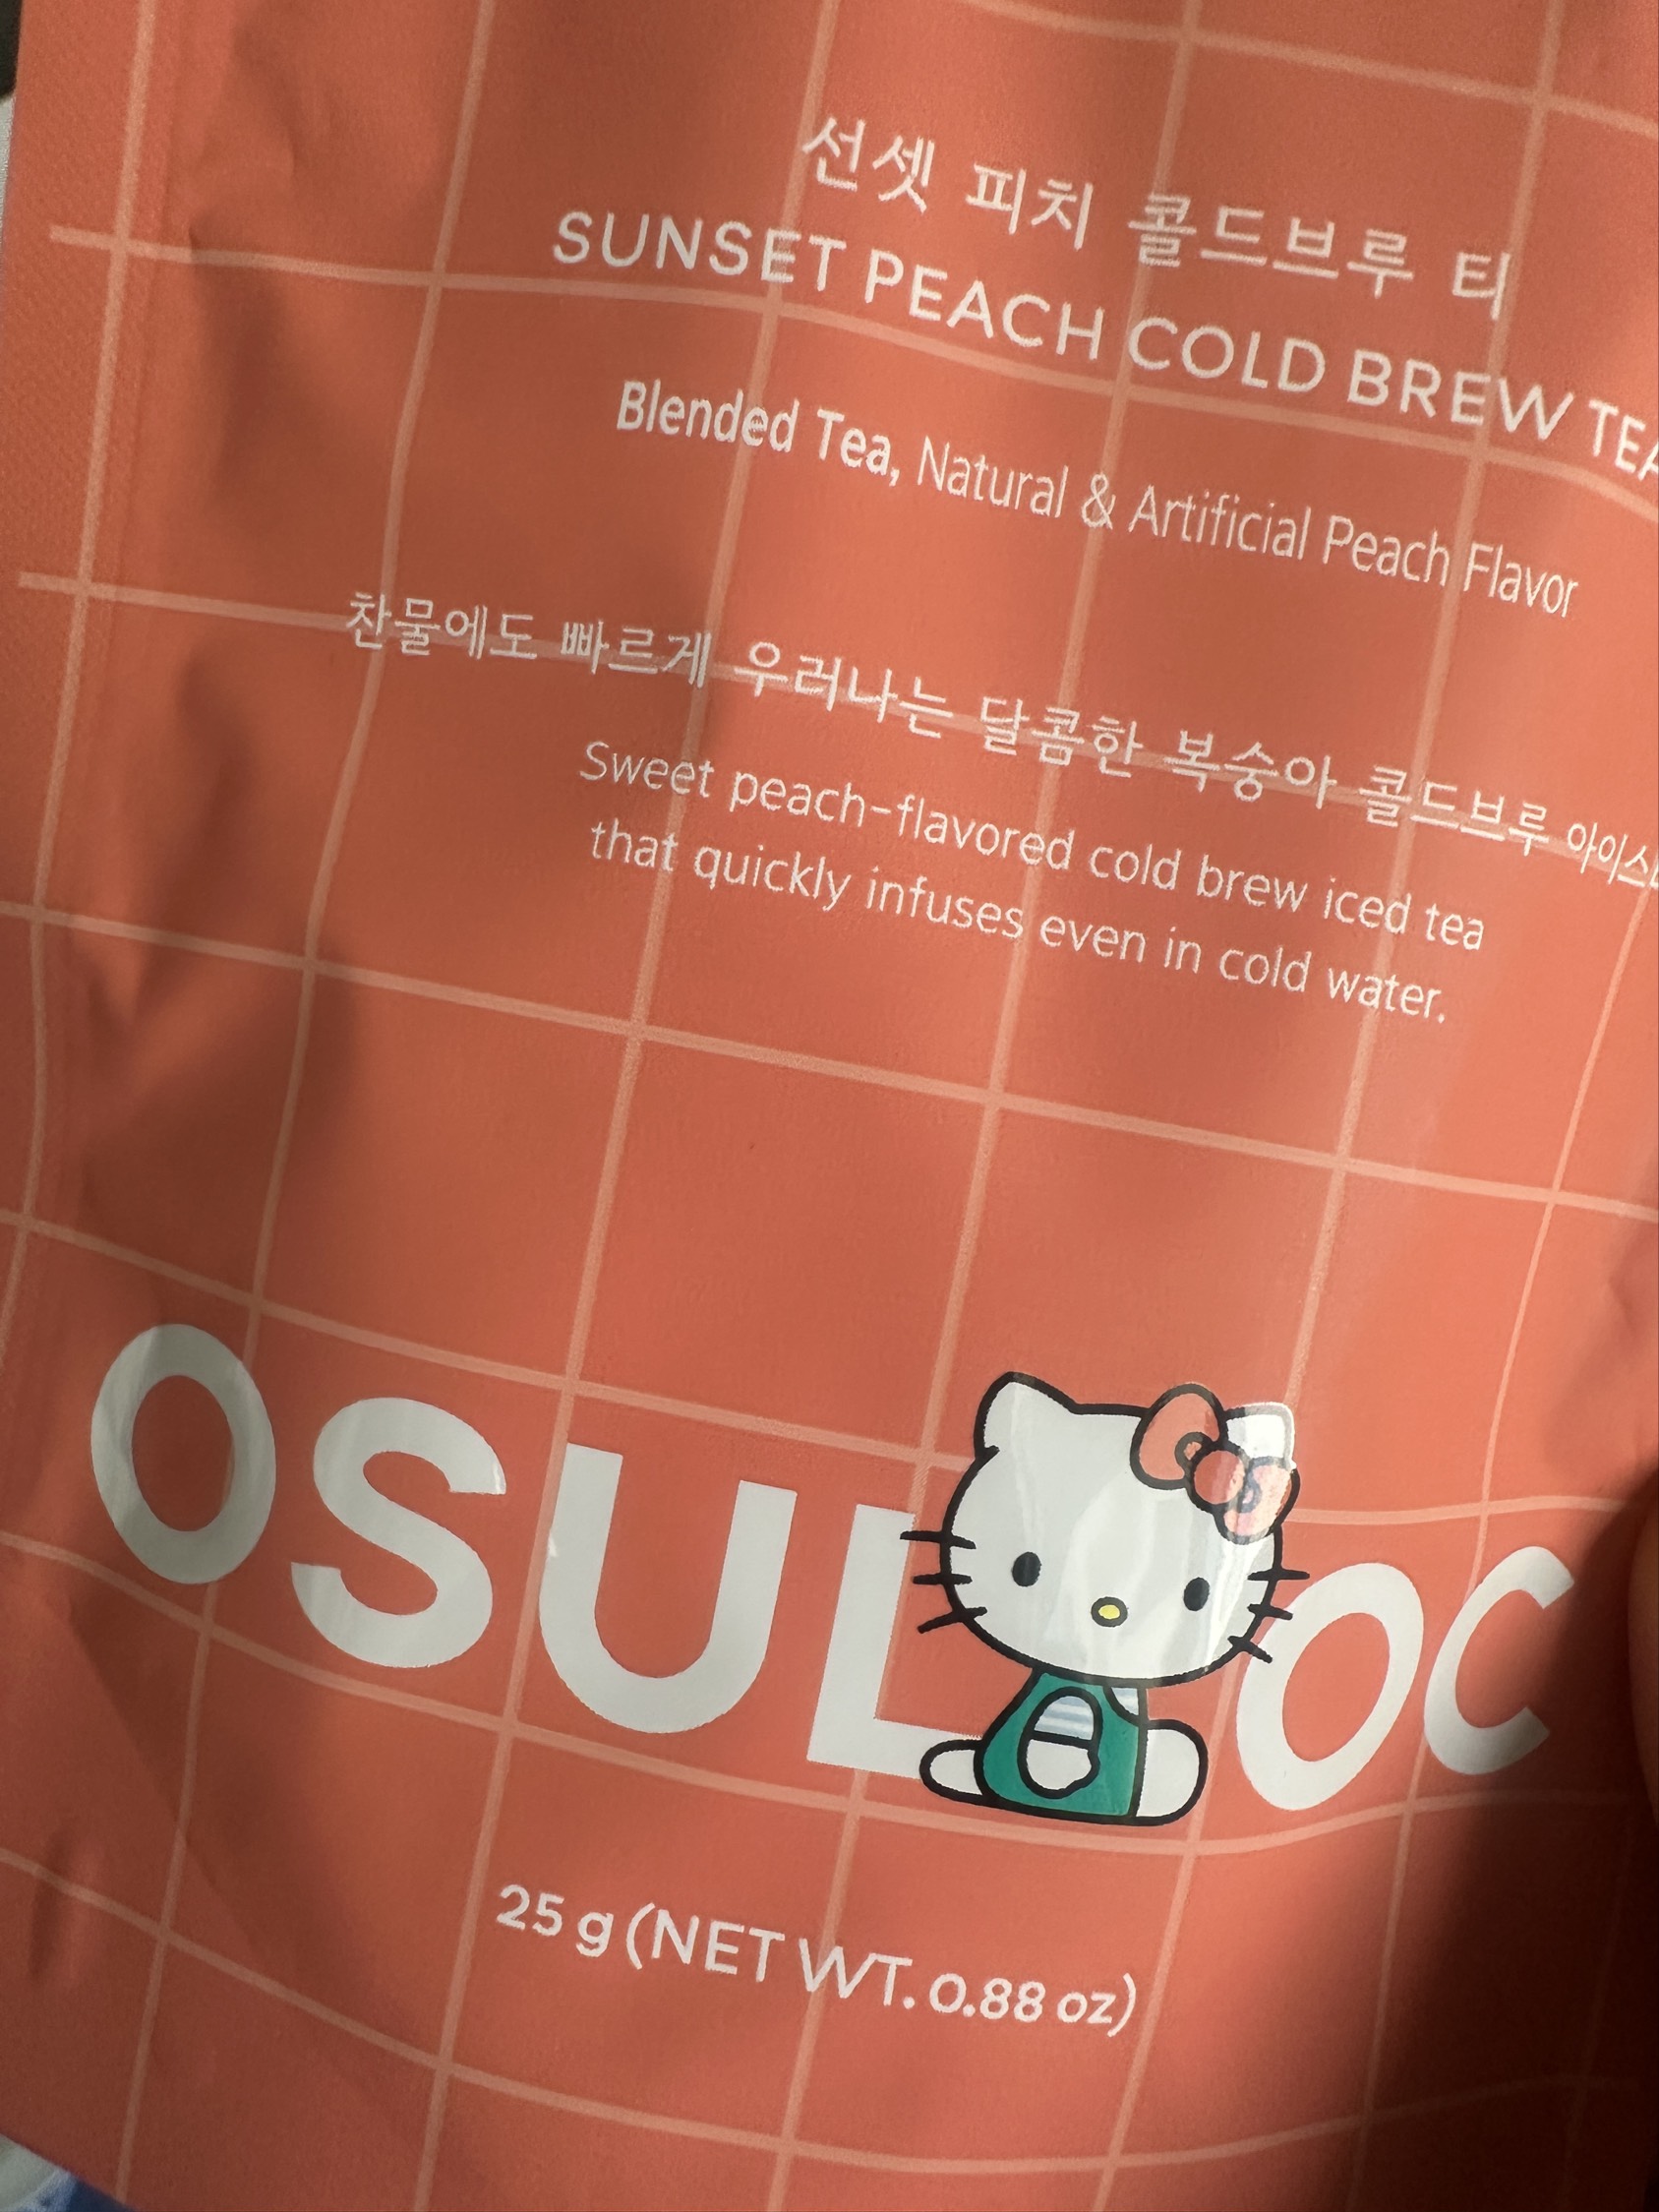 선셋 피치 콜드브루 티
SUNSET PEACH COLD BREW TEA
Blended Tea, Natural & Artificial Peach Flavor
찬물에도 빠르게 우러나는 달콤한 복숭아 콜드브루
Sweet peach-flavored cold brew iced tea
that quickly infuses even in cold water.
OSULLOC
25 g (NET WT. 0.88 oz)